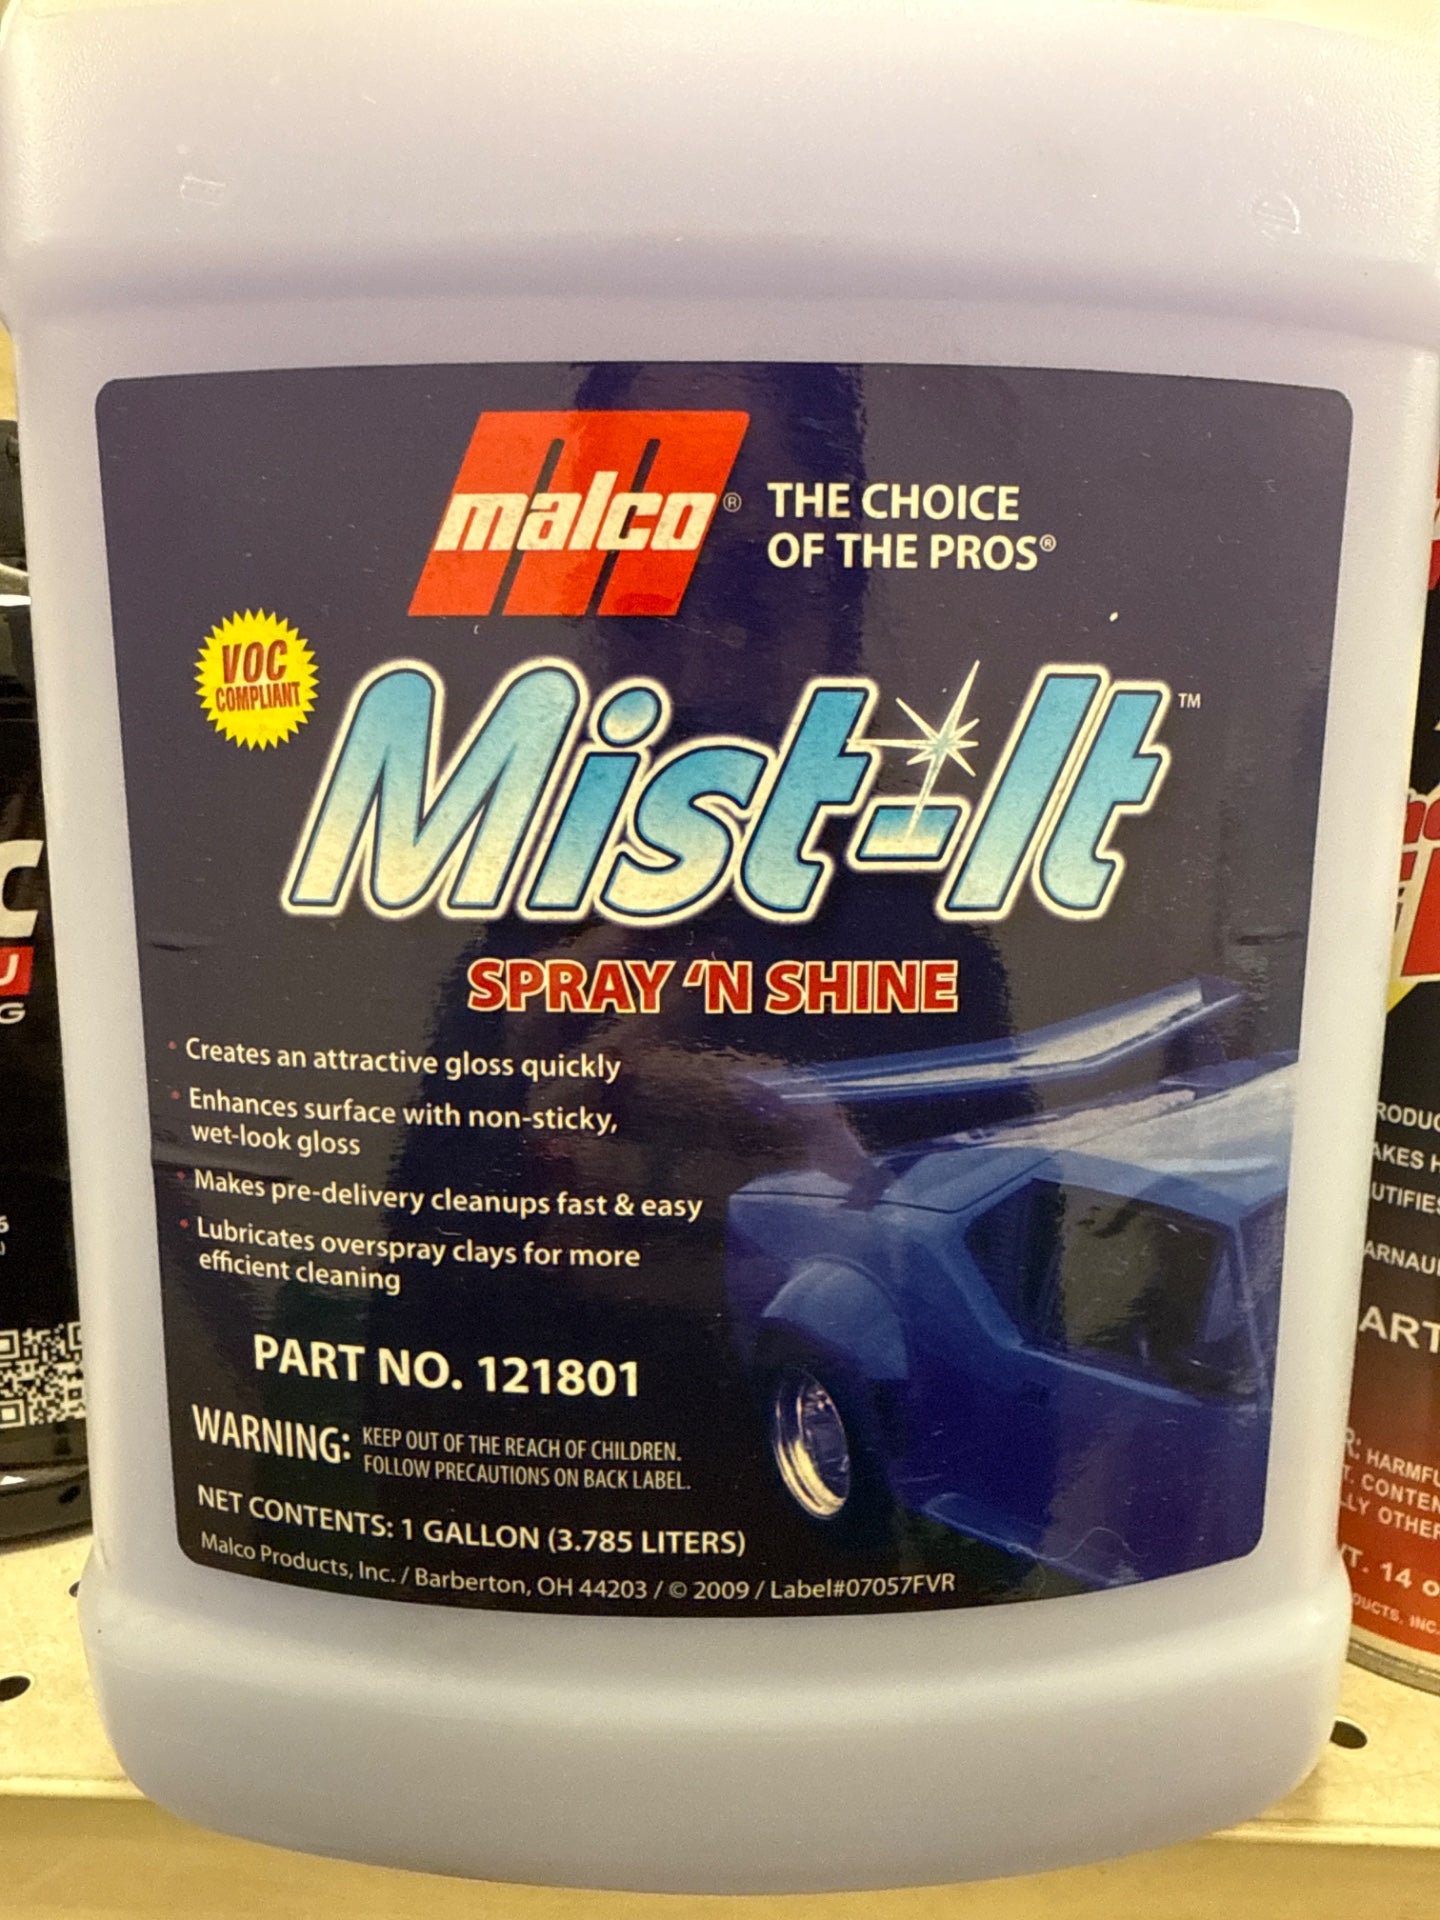 malco®
THE CHOICE
OF THE PROS®
VOC
COMPLIANT
Mist-It™
SPRAY 'N SHINE
• Creates an attractive gloss quickly
• Enhances surface with non-sticky,
wet-look gloss
• Makes pre-delivery cleanups fast & easy
• Lubricates overspray clays for more
efficient cleaning
PART NO. 121801
WARNING: KEEP OUT OF THE REACH OF CHILDREN.
FOLLOW PRECAUTIONS ON BACK LABEL.
NET CONTENTS: 1 GALLON (3.785 LITERS)
Malco Products, Inc. / Barberton, OH 44203 / © 2009 / Label#07057FVR